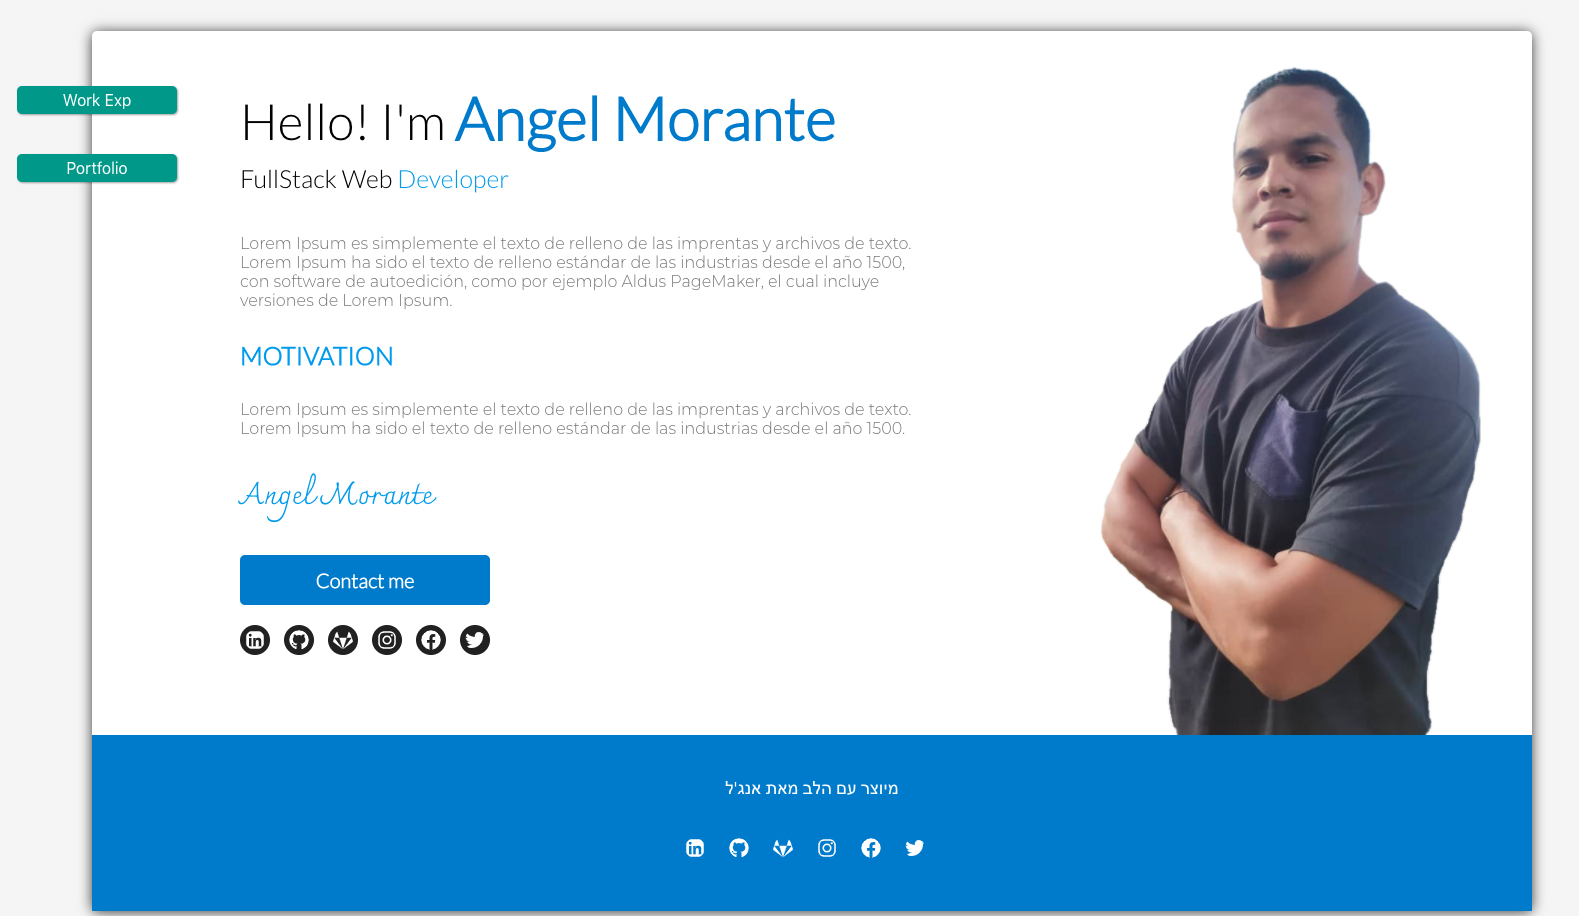 Work Exp
Portfolio
Hello! I'm Angel Morante
FullStack Web Developer
Lorem Ipsum es simplemente el texto de relleno de las imprentas y archivos de texto.
Lorem Ipsum ha sido el texto de relleno estándar de las industrias desde el año 1500,
con software de autoedición, como por ejemplo Aldus PageMaker, el cual incluye
versiones de Lorem Ipsum.
MOTIVATION
Lorem Ipsum es simplemente el texto de relleno de las imprentas y archivos de texto.
Lorem Ipsum ha sido el texto de relleno estándar de las industrias desde el año 1500.
Angel Morante
Contact me
מיוצר עם הלב מאת אנג'ל